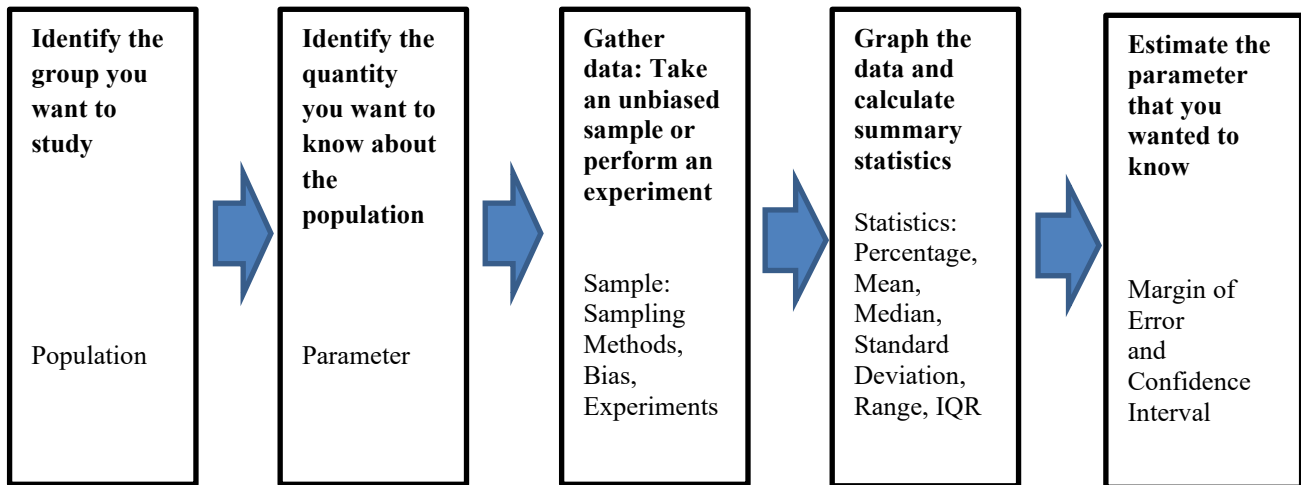 Identify the
group you
want to
study
Population
Identify the
quantity
you want to
know about
the
population
Parameter
Gather
data: Take
an unbiased
sample or
perform an
experiment
Sample:
Sampling
Methods,
Bias,
Experiments
Graph the
data and
calculate
summary
statistics
Statistics:
Percentage,
Mean,
Median,
Standard
Deviation,
Range, IQR
Estimate the
parameter
that you
wanted to
know
Margin of
Error
and
Confidence
Interval